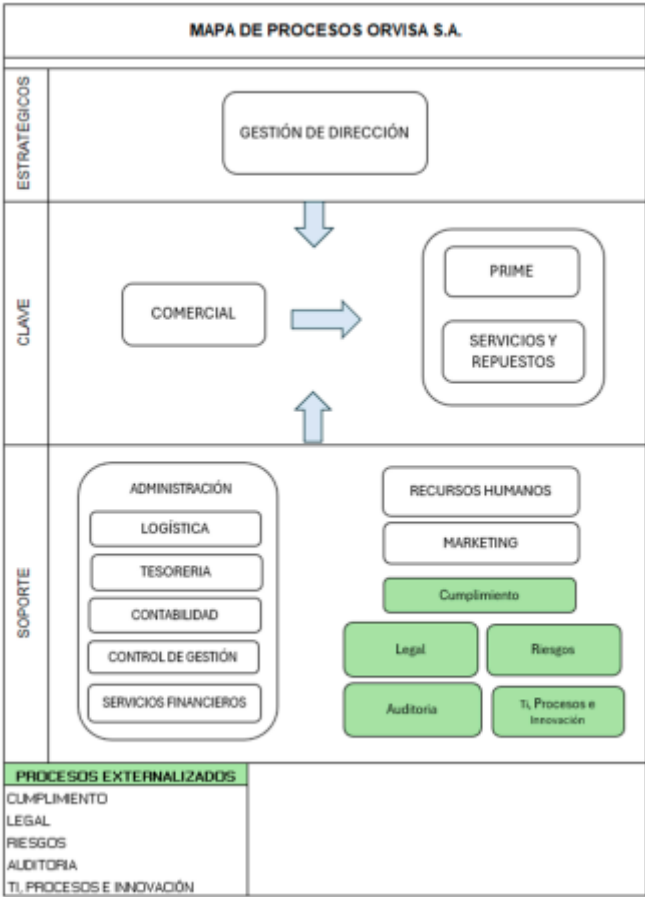 MAPA DE PROCESOS ORVISA S.A.
ESTRATÉGICOS
GESTIÓN DE DIRECCIÓN
CLAVE
COMERCIAL
PRIME
SERVICIOS Y
REPUESTOS
SOPORTE
ADMINISTRACIÓN
LOGÍSTICA
TESORERIA
CONTABILIDAD
CONTROL DE GESTIÓN
SERVICIOS FINANCIEROS
RECURSOS HUMANOS
MARKETING
Cumplimiento
Legal
Riesgos
Auditoria
Ti, Procesos e
Innovación
PROCESOS EXTERNALIZADOS
CUMPLIMIENTO
LEGAL
RIESGOS
AUDITORIA
TI, PROCESOS E INNOVACIÓN